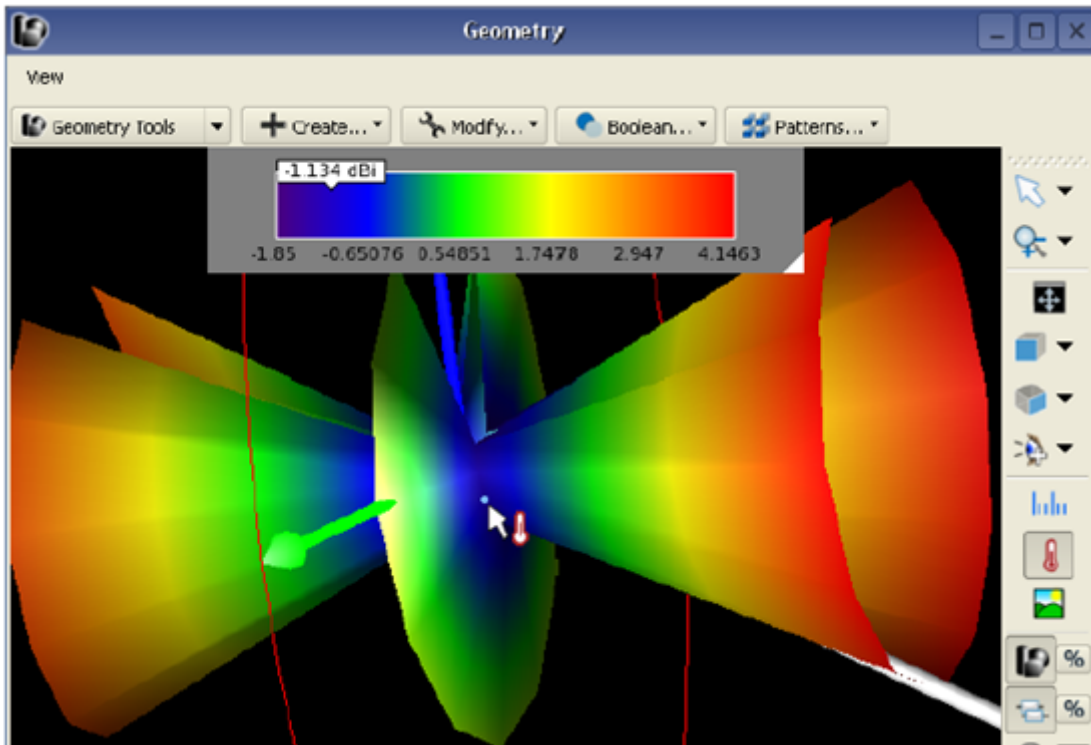 Geometry
View
Geometry Tools Create... Modify... Boolean... Patterns...
-1.134 dBi
-1.85 -0.65076 0.54851 1.7478 2.947 4.1463
%
%